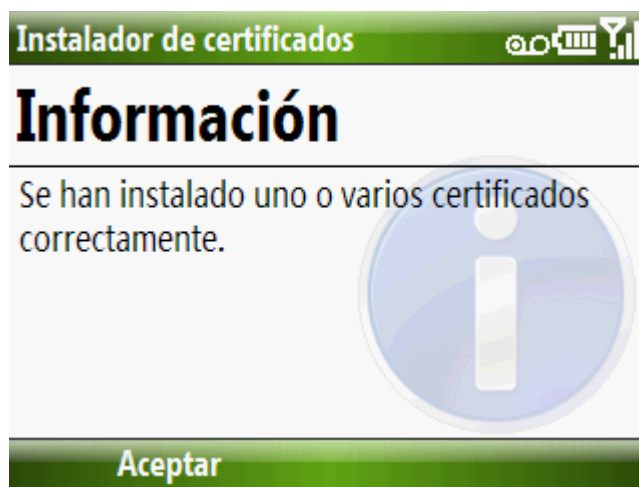 Instalador de certificados
Información
Se han instalado uno o varios certificados
correctamente.
Aceptar